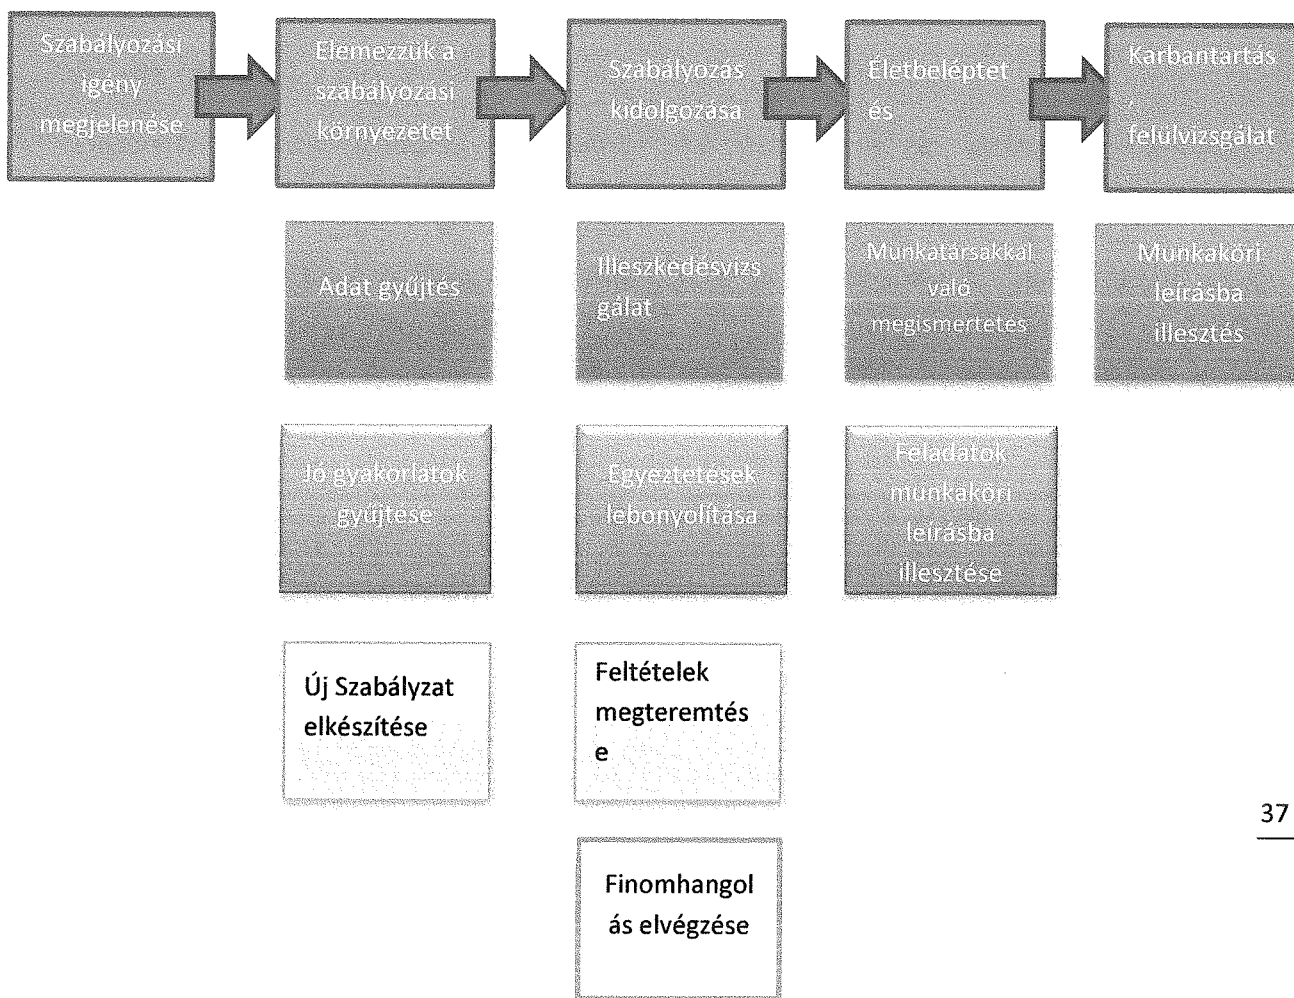 Szabályozási
igény
megjelenése
Elemezzük a
szabályozási
környezetet
Szabályozás
kidolgozása
Életbeléptet
és
Karbantartás
,
felülvizsgálat
Adat gyűjtés
Illeszkedésvizs
gálat
Munkatársakkal
való
megismertetés
Munkaköri
leírásba
illesztés
Jó gyakorlatok
gyűjtése
Egyeztetések
lebonyolítása
Feladatok
munkaköri
leírásba
illesztése
Új Szabályzat
elkészítése
Feltételek
megteremtés
e
37
Finomhangol
ás elvégzése